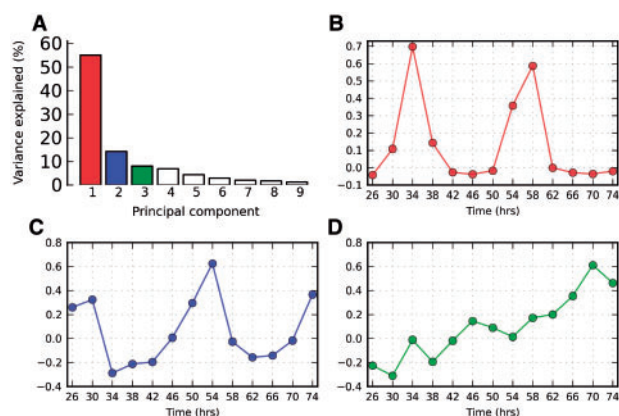 A
Variance explained (%)
60
50
40
30
20
10
0
1 2 3 4 5 6 7 8 9
Principal component
B
0.7
0.6
0.5
0.4
0.3
0.2
0.1
0.0
−0.1
26 30 34 38 42 46 50 54 58 62 66 70 74
Time (hrs)
C
0.8
0.6
0.4
0.2
0.0
−0.2
−0.4
26 30 34 38 42 46 50 54 58 62 66 70 74
Time (hrs)
D
0.8
0.6
0.4
0.2
0.0
−0.2
−0.4
26 30 34 38 42 46 50 54 58 62 66 70 74
Time (hrs)